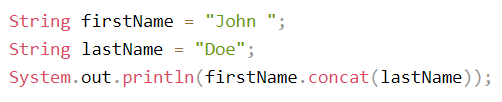 String firstName = "John ";
String lastName = "Doe";
System.out.println(firstName.concat(lastName));